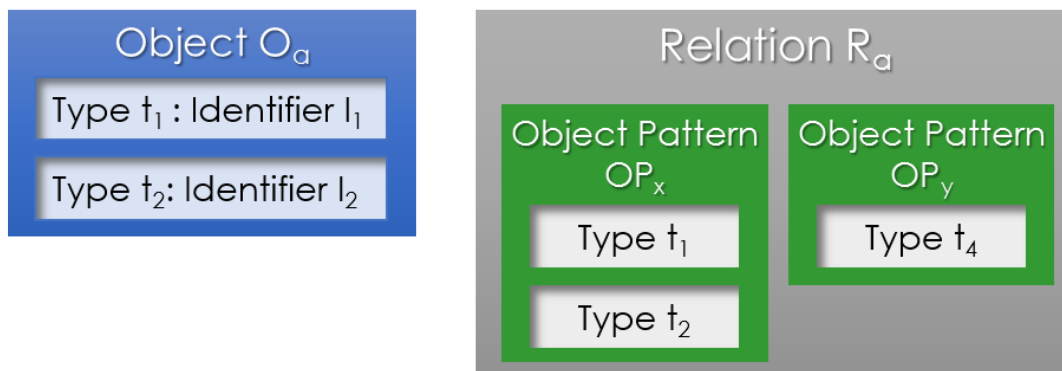 Object Oₐ
Type t₁ : Identifier I₁
Type t₂: Identifier I₂
Relation Rₐ
Object Pattern
OPₓ
Type t₁
Type t₂
Object Pattern
OPᵧ
Type t₄